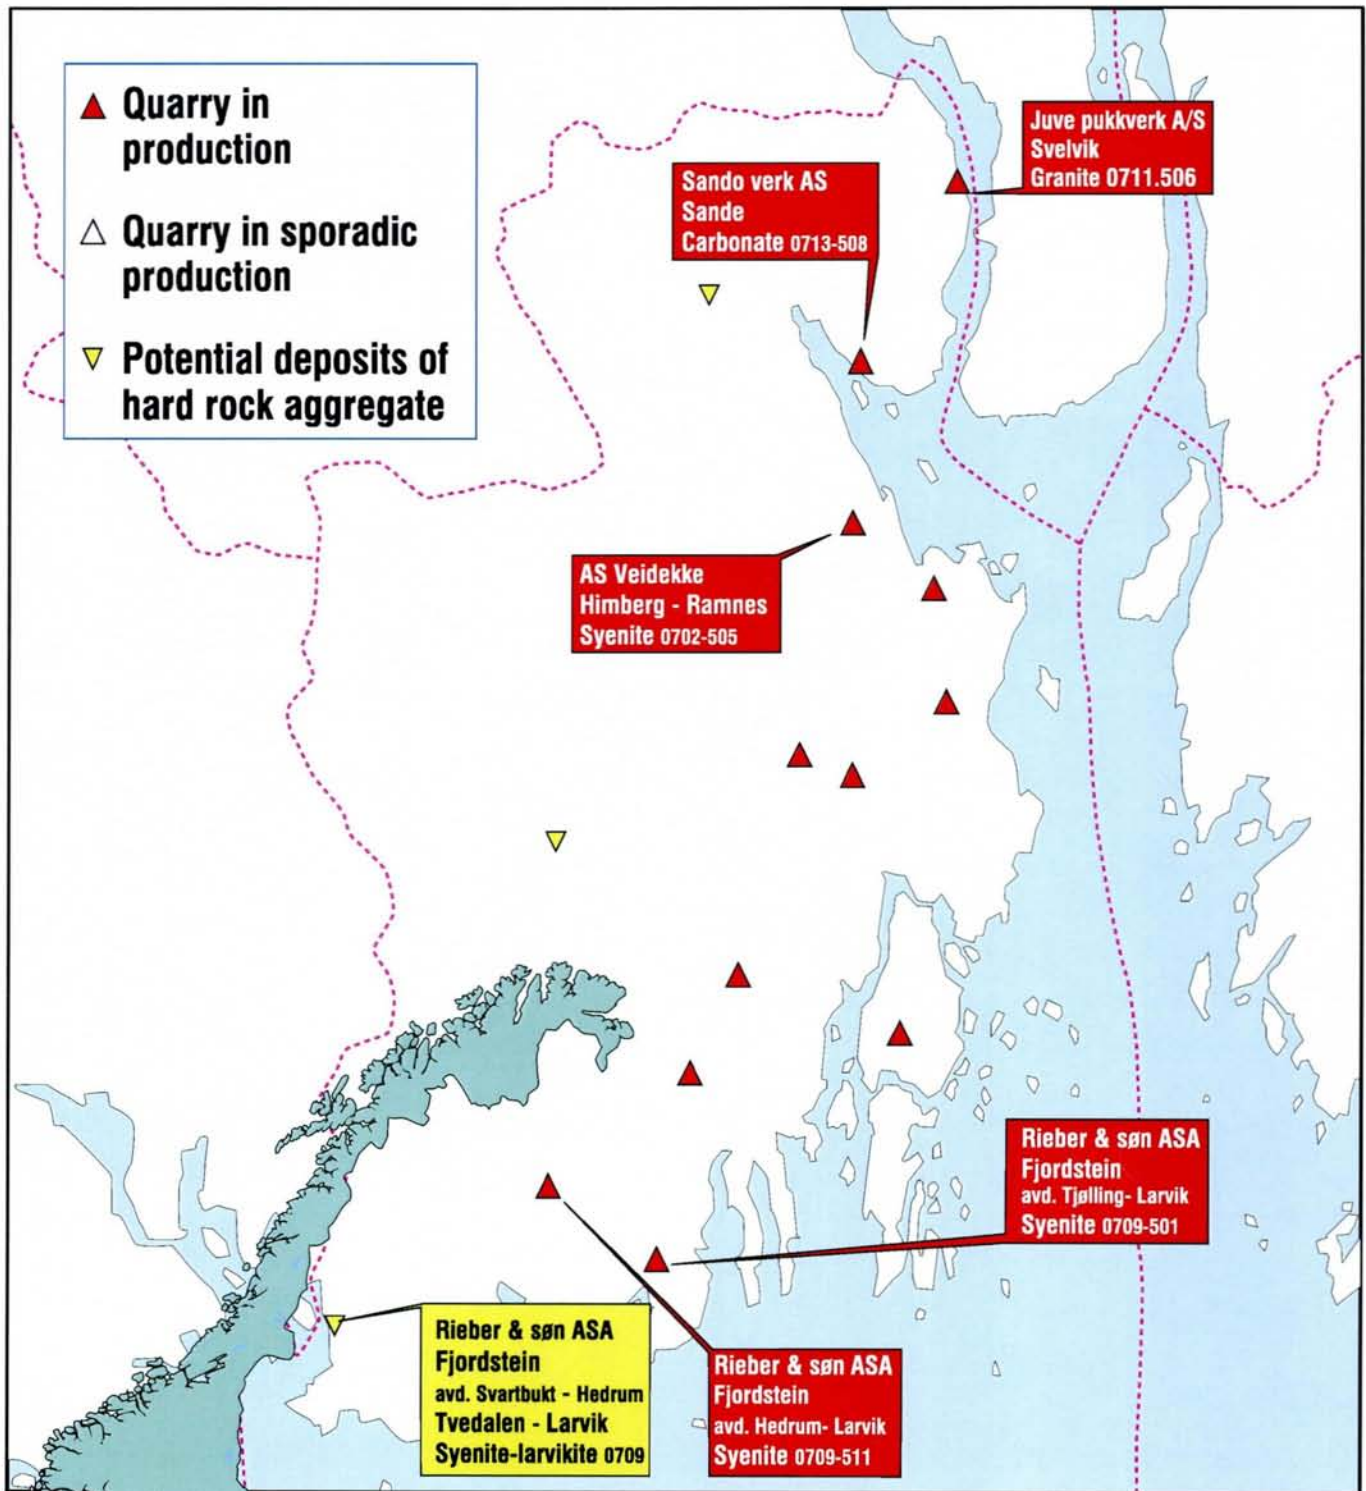 Quarry in
production
Quarry in sporadic
production
Potential deposits of
hard rock aggregate
Juve pukkverk A/S
Svelvik
Granite 0711.506
Sando verk AS
Sande
Carbonate 0713-508
AS Veidekke
Himberg - Ramnes
Syenite 0702-505
Rieber & søn ASA
Fjordstein
avd. Tjølling- Larvik
Syenite 0709-501
Rieber & søn ASA
Fjordstein
avd. Svartbukt - Hedrum
Tvedalen - Larvik
Syenite-larvikite 0709
Rieber & søn ASA
Fjordstein
avd. Hedrum- Larvik
Syenite 0709-511